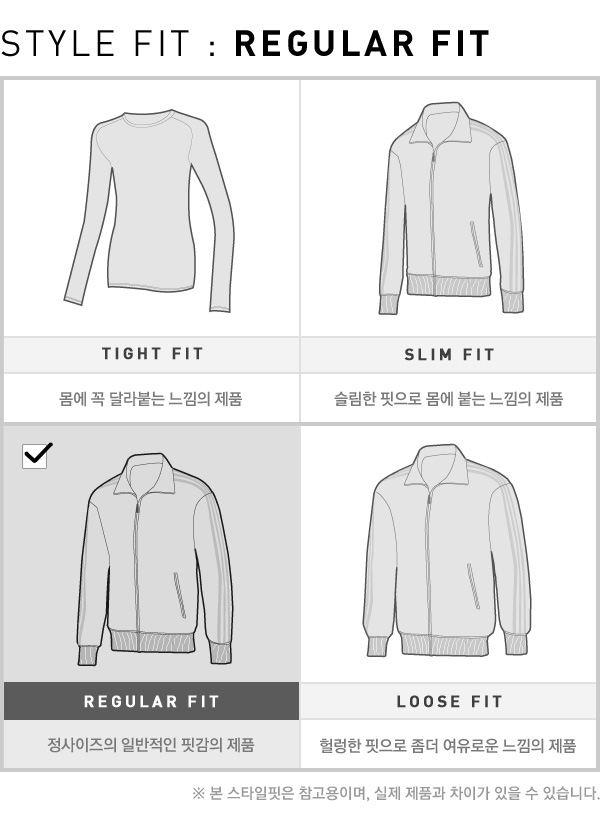 STYLE FIT : REGULAR FIT
TIGHT FIT
SLIM FIT
몸에 꼭 달라붙는 느낌의 제품
슬림한 핏으로 몸에 붙는 느낌의 제품
REGULAR FIT
LOOSE FIT
정사이즈의 일반적인 핏감의 제품
헐렁한 핏으로 좀더 여유로운 느낌의 제품
※ 본 스타일핏은 참고용이며, 실제 제품과 차이가 있을 수 있습니다.